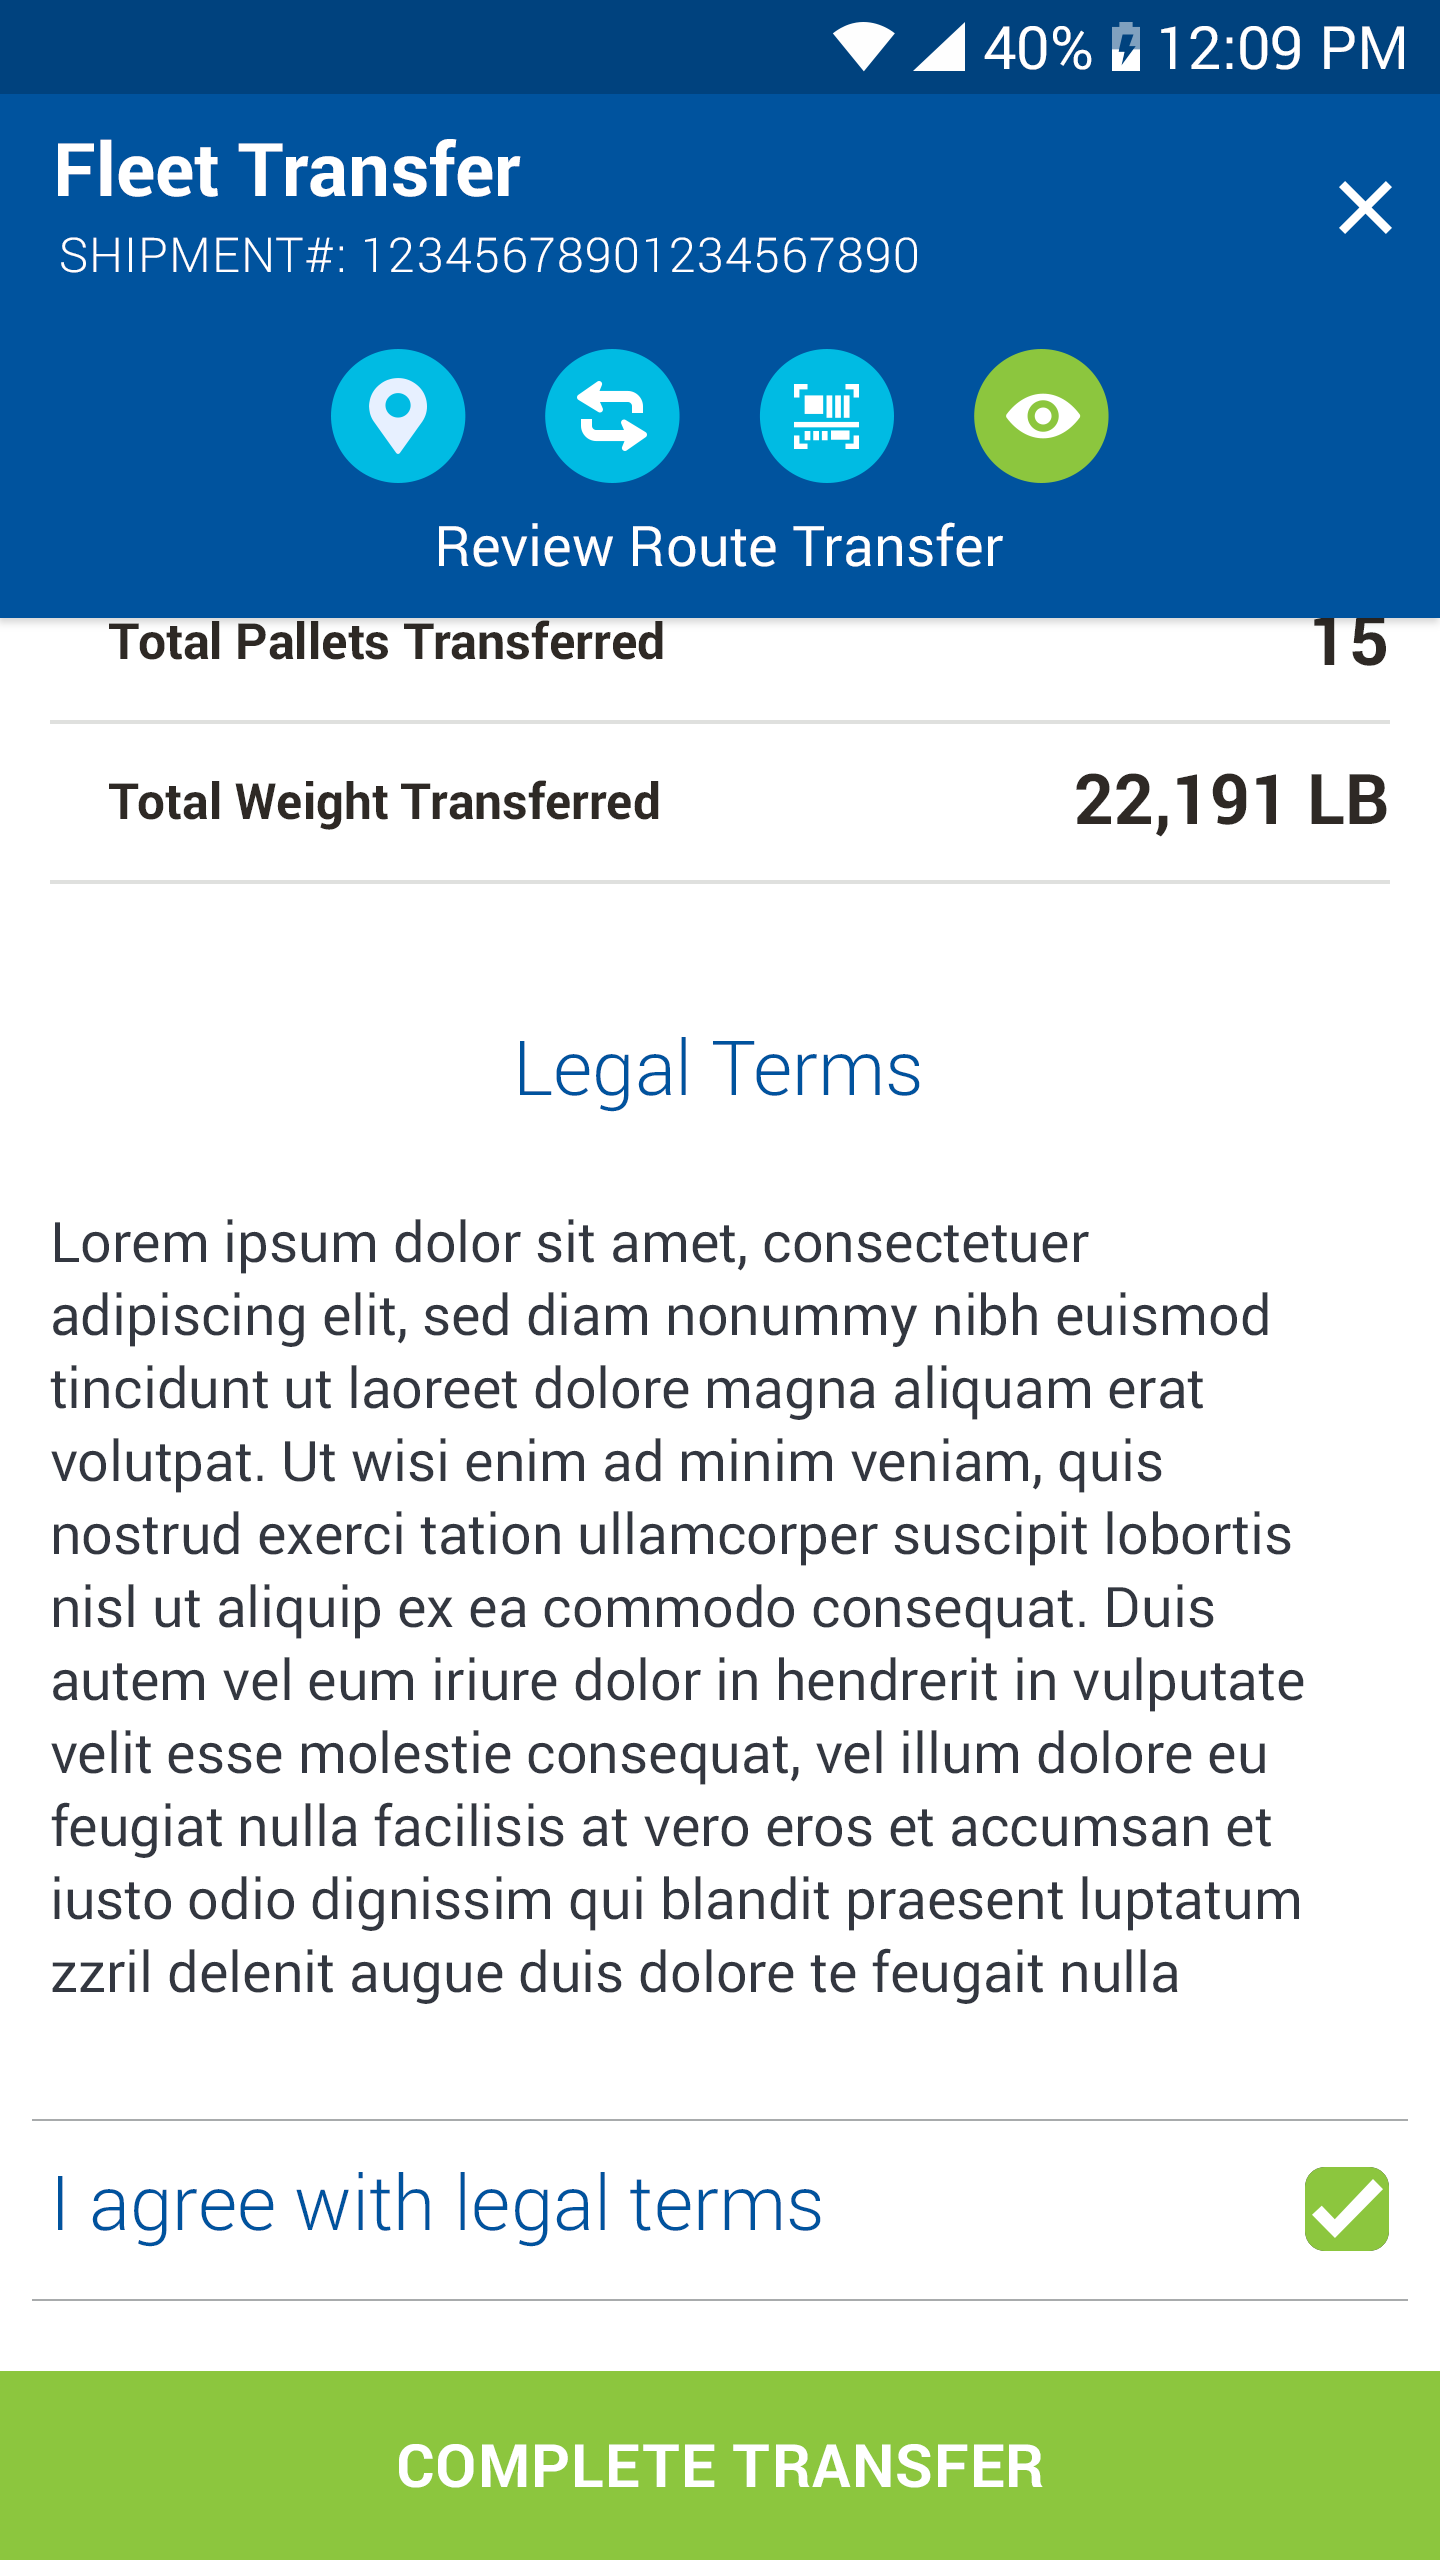 40% 12:09 PM
Fleet Transfer
SHIPMENT#: 12345678901234567890
Review Route Transfer
Total Pallets Transferred 15
Total Weight Transferred 22,191 LB
Legal Terms
Lorem ipsum dolor sit amet, consectetuer
adipiscing elit, sed diam nonummy nibh euismod
tincidunt ut laoreet dolore magna aliquam erat
volutpat. Ut wisi enim ad minim veniam, quis
nostrud exerci tation ullamcorper suscipit lobortis
nisl ut aliquip ex ea commodo consequat. Duis
autem vel eum iriure dolor in hendrerit in vulputate
velit esse molestie consequat, vel illum dolore eu
feugiat nulla facilisis at vero eros et accumsan et
iusto odio dignissim qui blandit praesent luptatum
zzril delenit augue duis dolore te feugait nulla
I agree with legal terms
COMPLETE TRANSFER